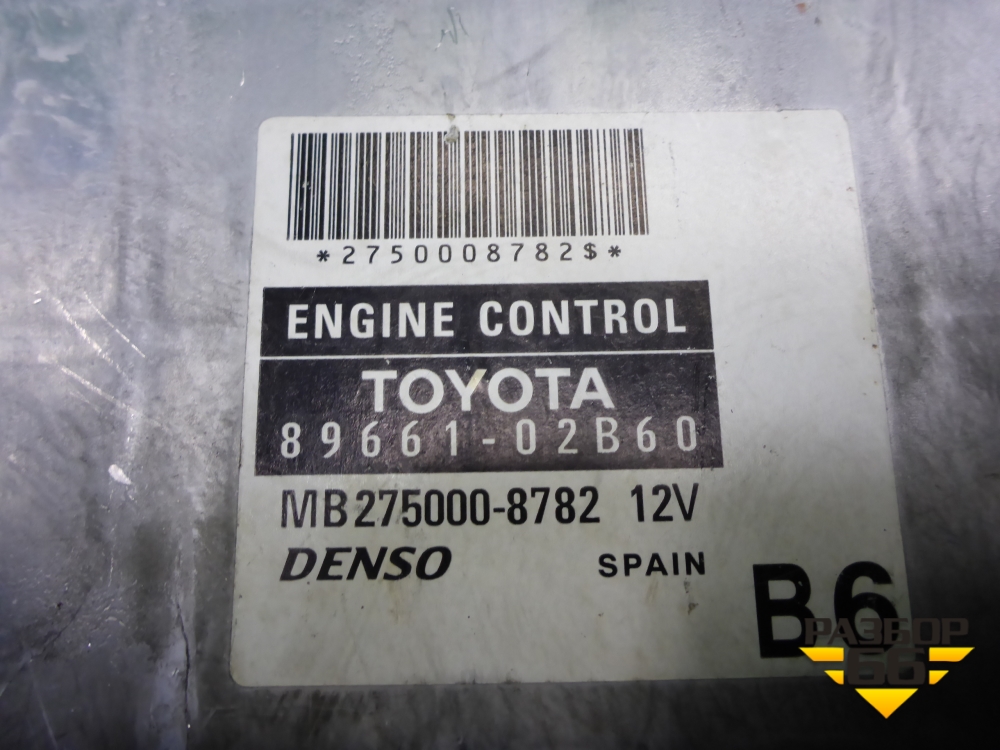 *2750008782$*
ENGINE CONTROL
TOYOTA
89661-02B60
MB275000-8782 12V
DENSO SPAIN
B6
РАЗБОР
66